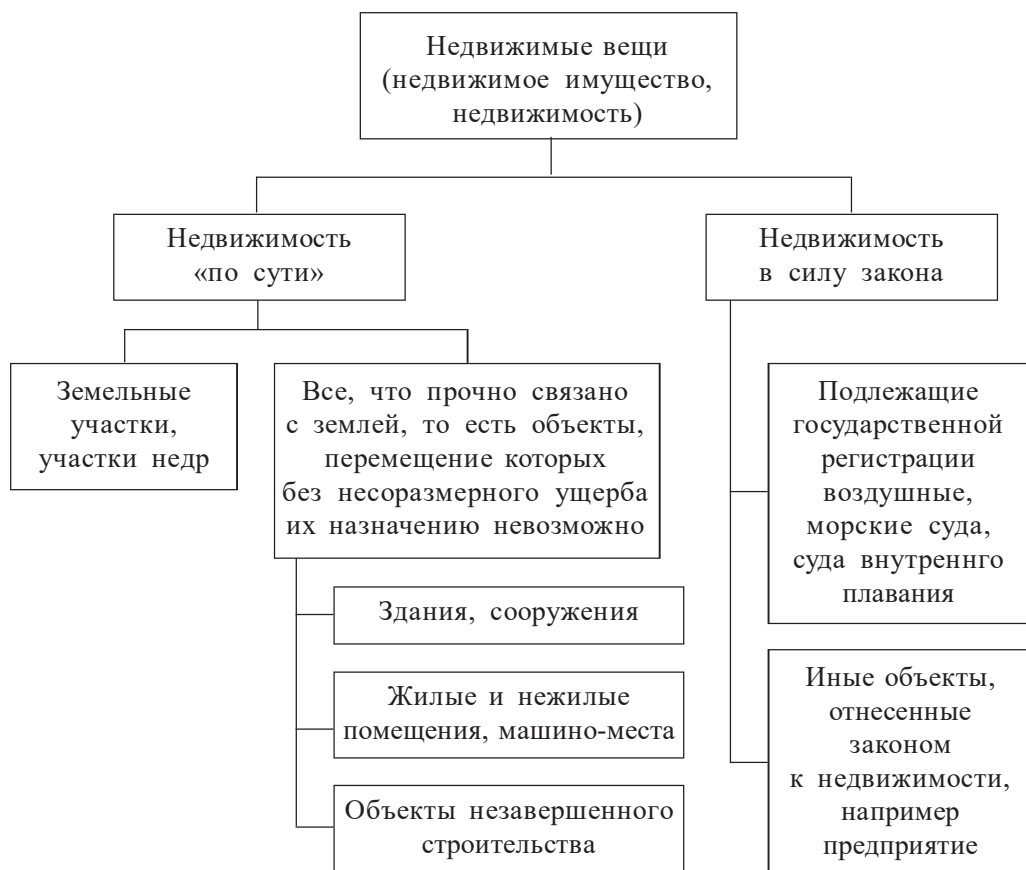 Недвижимые вещи
(недвижимое имущество,
недвижимость)
Недвижимость
«по сути»
Недвижимость
в силу закона
Земельные
участки,
участки недр
Все, что прочно связано
с землей, то есть объекты,
перемещение которых
без несоразмерного ущерба
их назначению невозможно
Здания, сооружения
Жилые и нежилые
помещения, машино-места
Объекты незавершенного
строительства
Подлежащие
государственной
регистрации
воздушные,
морские суда,
суда внутреннго
плавания
Иные объекты,
отнесенные
законом
к недвижимости,
например
предприятие